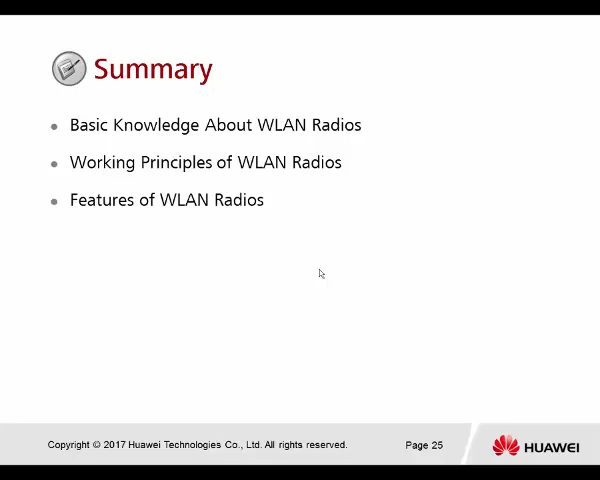 Summary
Basic Knowledge About WLAN Radios
Working Principles of WLAN Radios
Features of WLAN Radios
Copyright © 2017 Huawei Technologies Co., Ltd. All rights reserved.
Page 25
HUAWEI